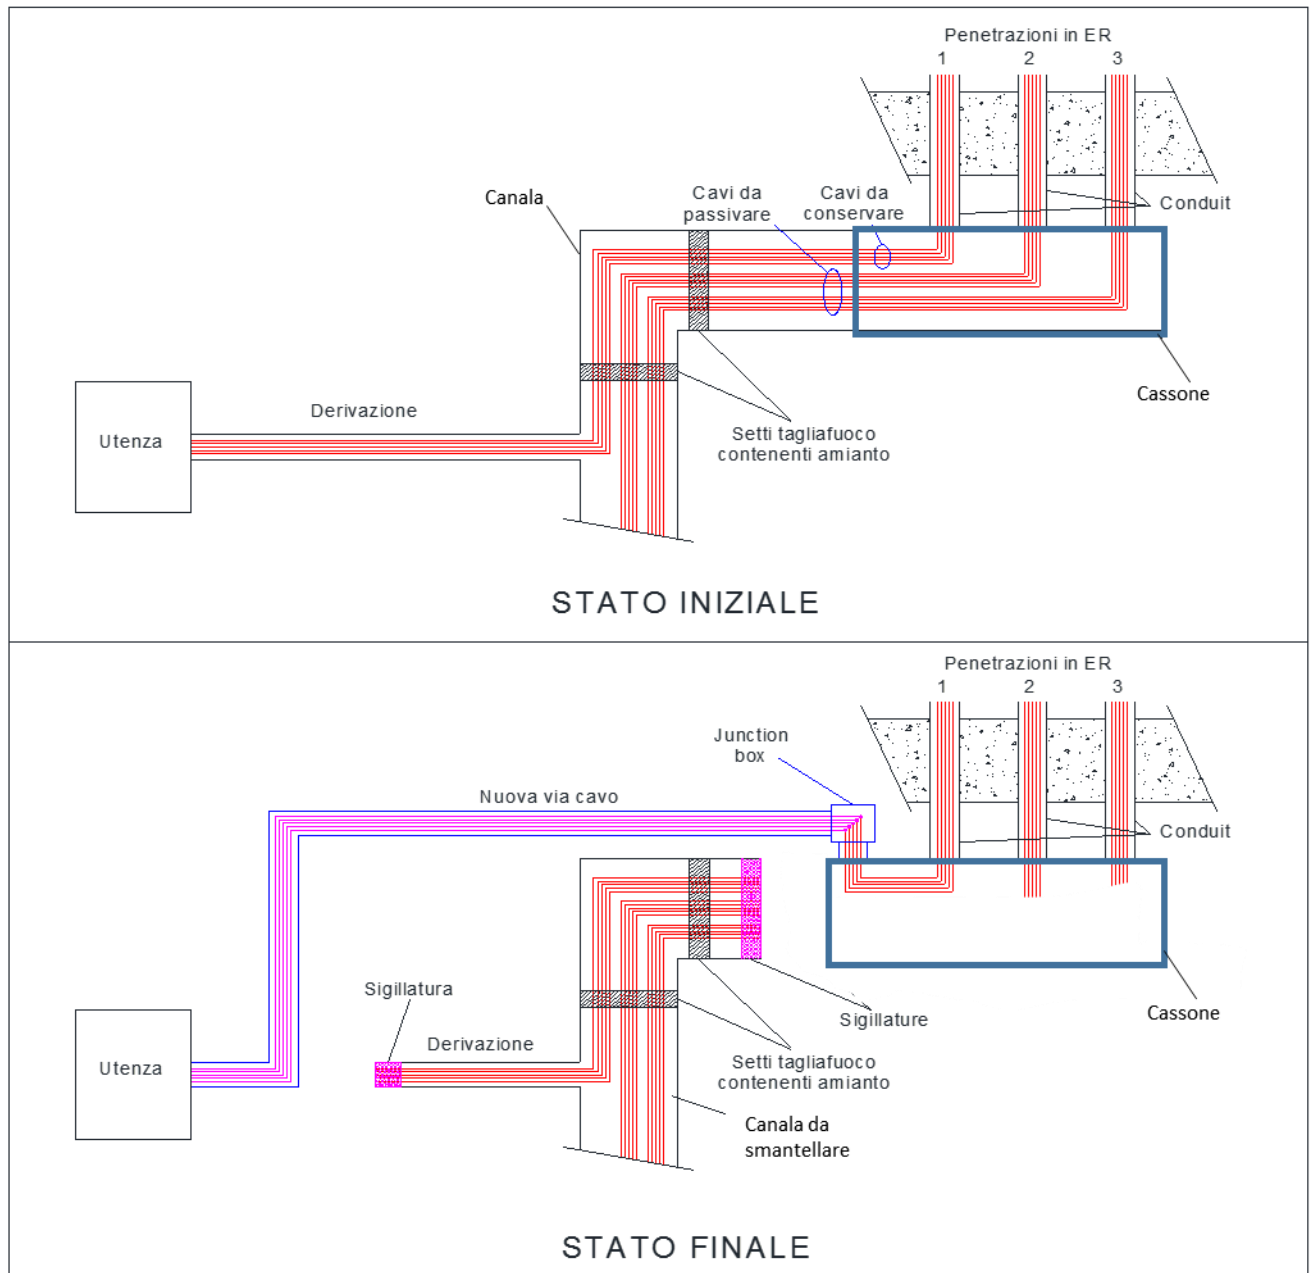 Penetrazioni in ER
1 2 3
Canala
Cavi da
passivare
Cavi da
conservare
Conduit
Cassone
Derivazione
Utenza
Setti tagliafuoco
contenenti amianto
STATO INIZIALE
Penetrazioni in ER
1 2 3
Junction
box
Nuova via cavo
Conduit
Sigillatura
Sigillature
Cassone
Derivazione
Utenza
Setti tagliafuoco
contenenti amianto
Canala da
smantellare
STATO FINALE